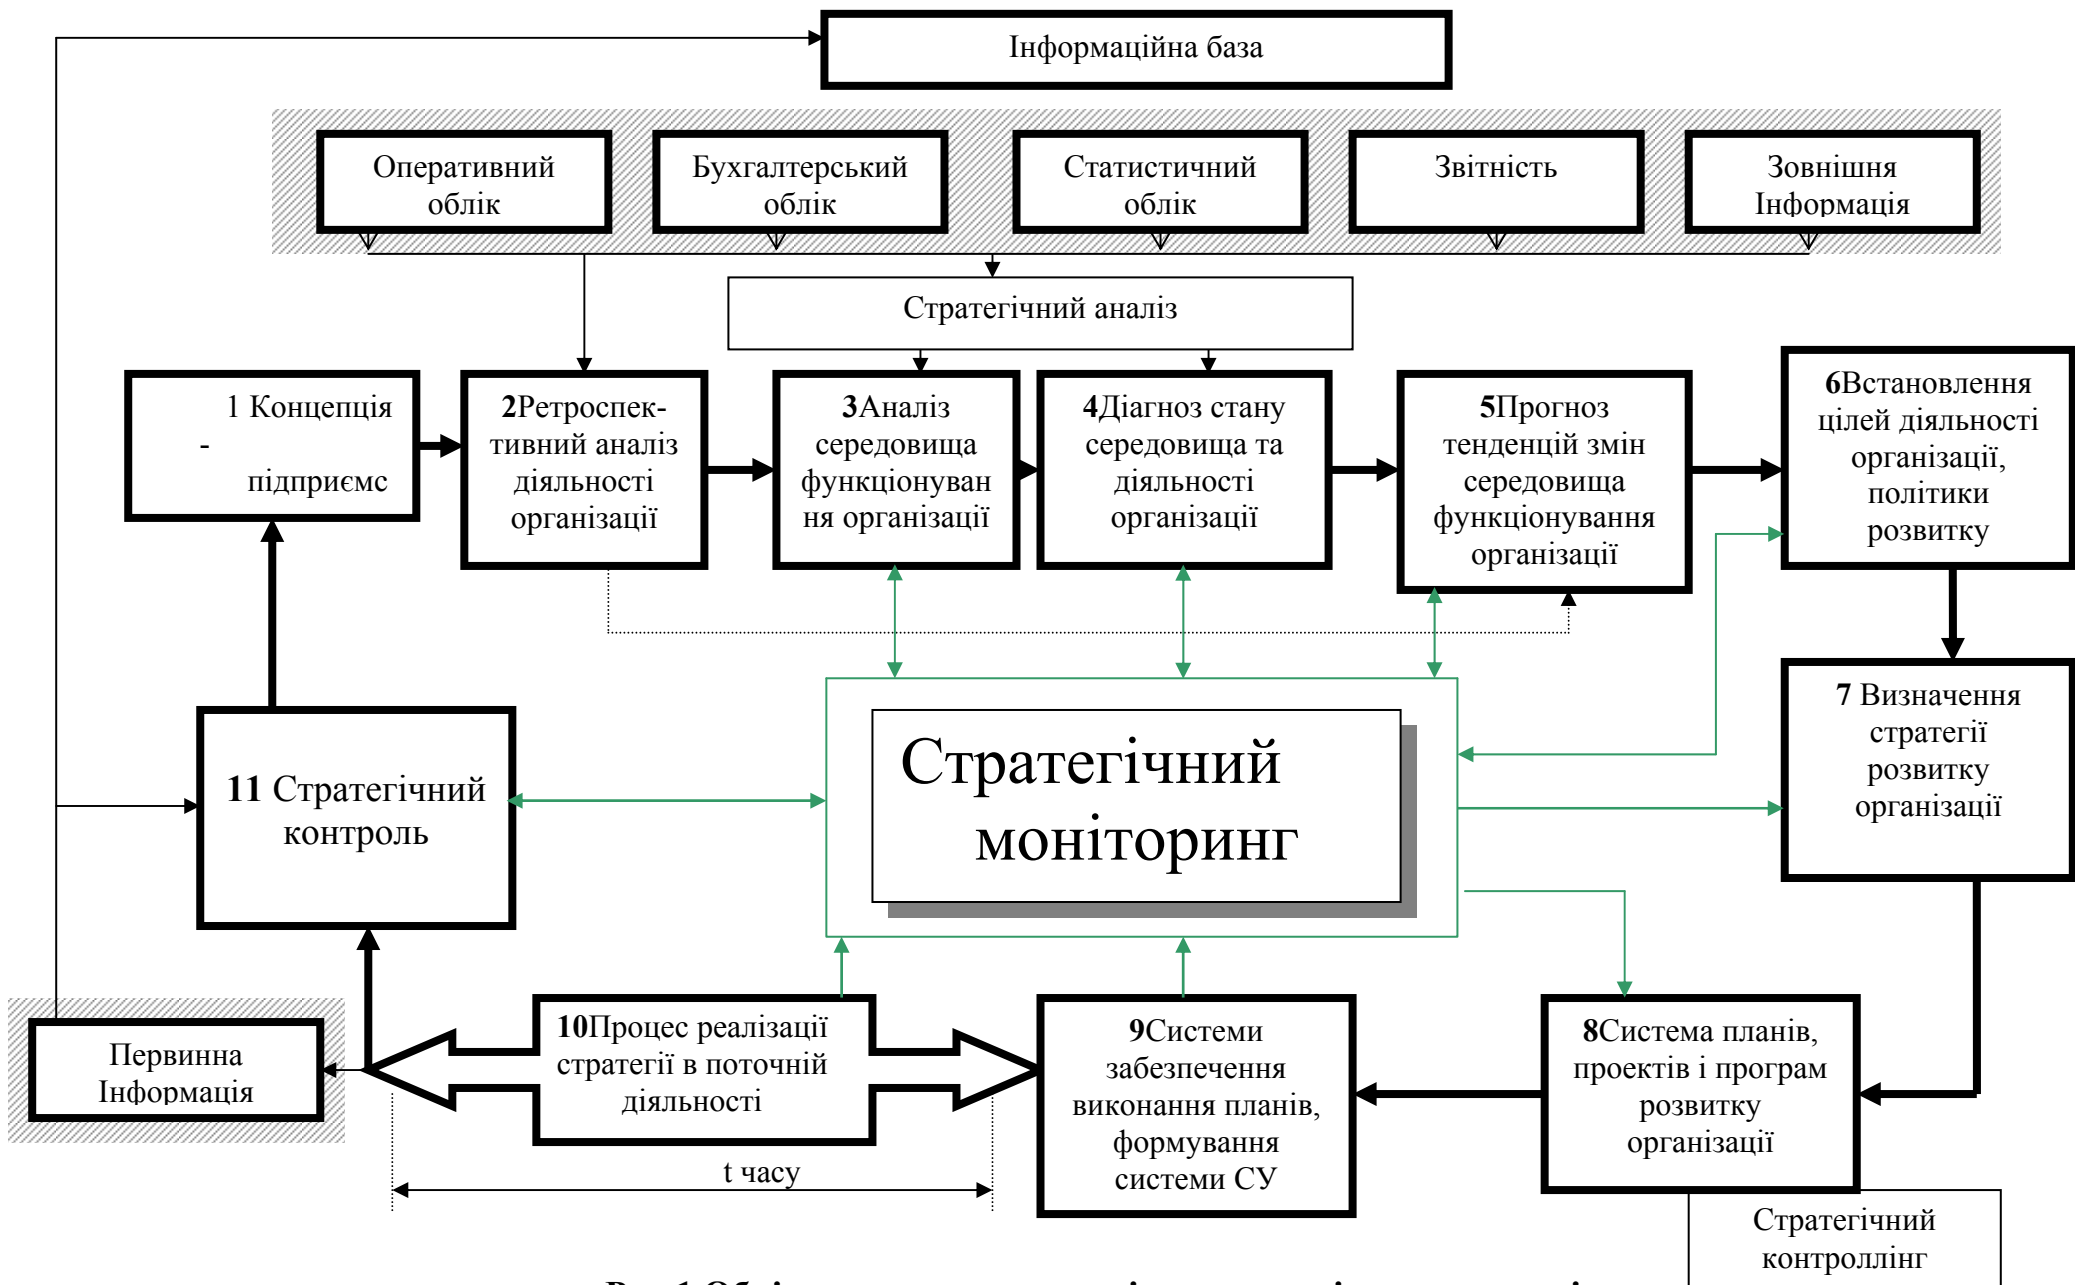 Інформаційна база
Оперативний
облік
Бухгалтерський
облік
Статистичний
облік
Звітність
Зовнішня
Інформація
Стратегічний аналіз
1 Концепція
-
підприємс
2Ретроспек-
тивний аналіз
діяльності
організації
3Аналіз
середовища
функціонуван
ня організації
4Діагноз стану
середовища та
діяльності
організації
5Прогноз
тенденцій змін
середовища
функціонування
організації
6Встановлення
цілей діяльності
організації,
політики
розвитку
7 Визначення
стратегії
розвитку
організації
11 Стратегічний
контроль
Стратегічний
моніторинг
Первинна
Інформація
10Процес реалізації
стратегії в поточній
діяльності
9Системи
забезпечення
виконання планів,
формування
системи СУ
8Система планів,
проектів і програм
розвитку
організації
t часу
Стратегічний
контроллінг